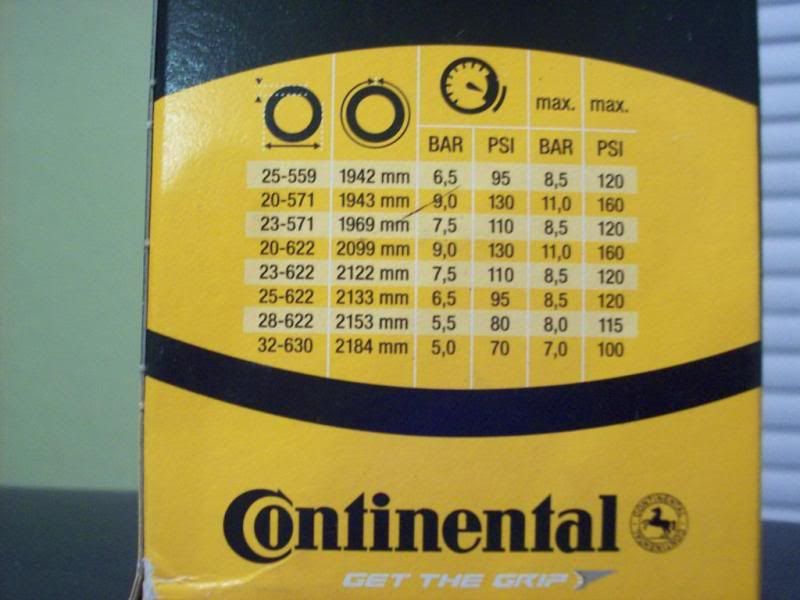 max. max.
BAR PSI BAR PSI
25-559 1942 mm 6,5 95 8,5 120
20-571 1943 mm 9,0 130 11,0 160
23-571 1969 mm 7,5 110 8,5 120
20-622 2099 mm 9,0 130 11,0 160
23-622 2122 mm 7,5 110 8,5 120
25-622 2133 mm 6,5 95 8,5 120
28-622 2153 mm 5,5 80 8,0 115
32-630 2184 mm 5,0 70 7,0 100
Continental
CONTINENTAL
CONTINENTAL
GET THE GRIP